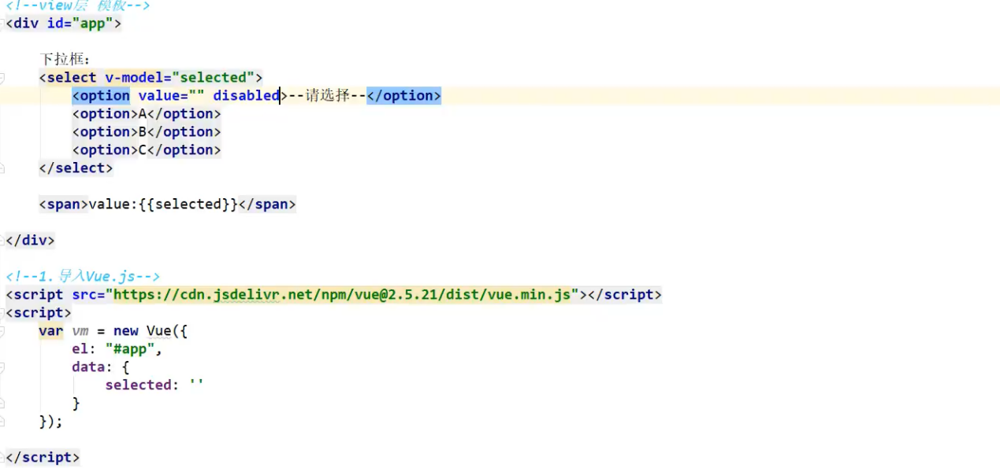 <!--view层 模板-->
<div id="app">
下拉框:
<select v-model="selected">
<option value="" disabled>--请选择--</option>
<option>A</option>
<option>B</option>
<option>C</option>
</select>
<span>value:{{selected}}</span>
</div>
<!--1.导入Vue.js-->
<script src="https://cdn.jsdelivr.net/npm/vue@2.5.21/dist/vue.min.js"></script>
<script>
var vm = new Vue({
el: "#app",
data: {
selected: ''
}
});
</script>